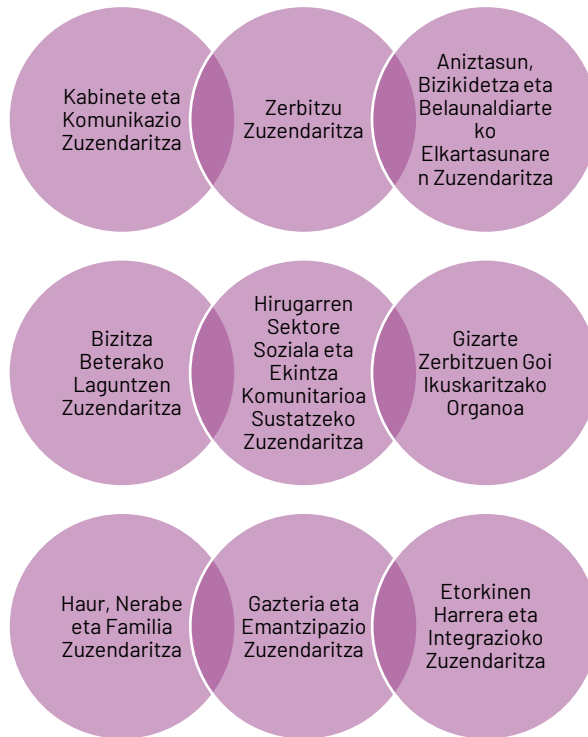 Kabinete eta
Komunikazio
Zuzendaritza
Zerbitzu
Zuzendaritza
Aniztasun,
Bizikidetza eta
Belaunaldiarte
ko
Elkartasunare
n Zuzendaritza
Bizitza
Beterako
Laguntzen
Zuzendaritza
Hirugarren
Sektore
Soziala eta
Ekintza
Komunitarioa
Sustatzeko
Zuzendaritza
Gizarte
Zerbitzuen Goi
Ikuskaritzako
Organoa
Haur, Nerabe
eta Familia
Zuzendaritza
Gazteria eta
Emantzipazio
Zuzendaritza
Etorkinen
Harrera eta
Integrazioko
Zuzendaritza